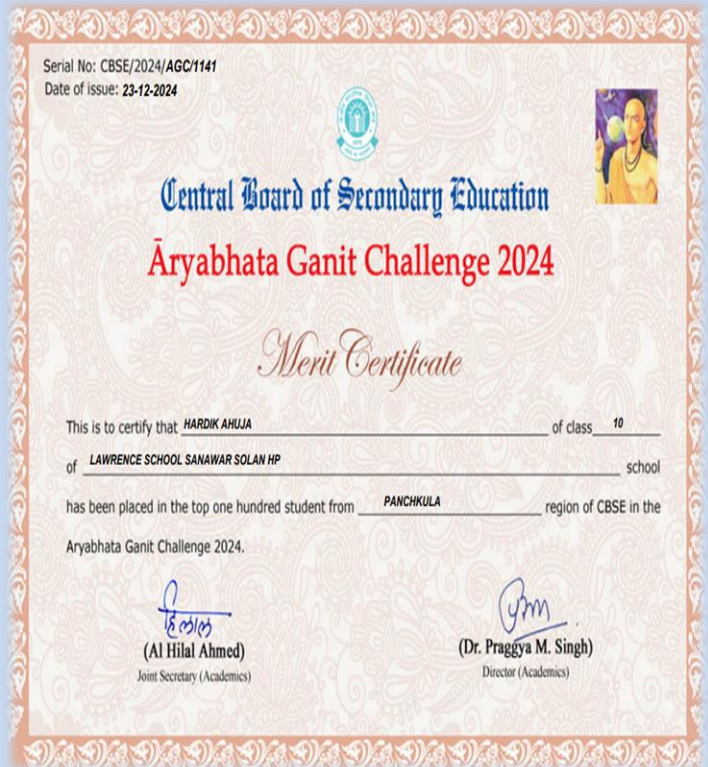 Serial No: CBSE/2024/AGC/1141
Date of issue: 23-12-2024
Central Board of Secondary Education
Āryabhata Ganit Challenge 2024
Merit Certificate
This is to certify that HARDIK AHUJA of class 10
of LAWRENCE SCHOOL SANAWAR SOLAN HP school
has been placed in the top one hundred student from PANCHKULA region of CBSE in the
Aryabhata Ganit Challenge 2024.
हिलाल
(Al Hilal Ahmed) (Dr. Praggya M. Singh)
Joint Secretary (Academics) Director (Academics)